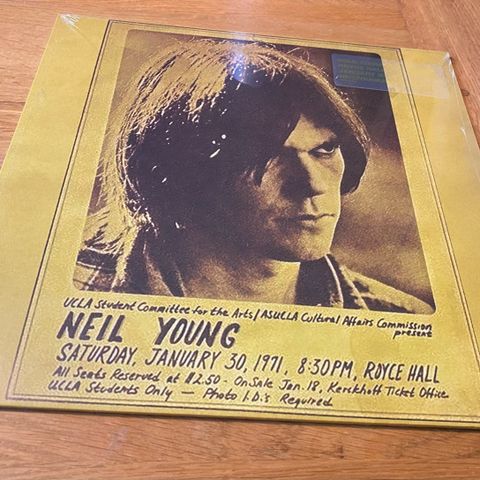 UCLA Student Committee for the Arts/ASUCLA Cultural Affairs Commission
present
NEIL YOUNG
SATURDAY, JANUARY 30, 1971, 8:30PM, ROYCE HALL
All Seats Reserved at $2.50 - On Sale Jan. 18, Kerckhoff Ticket Office
UCLA Students Only — Photo I.D.'s Required